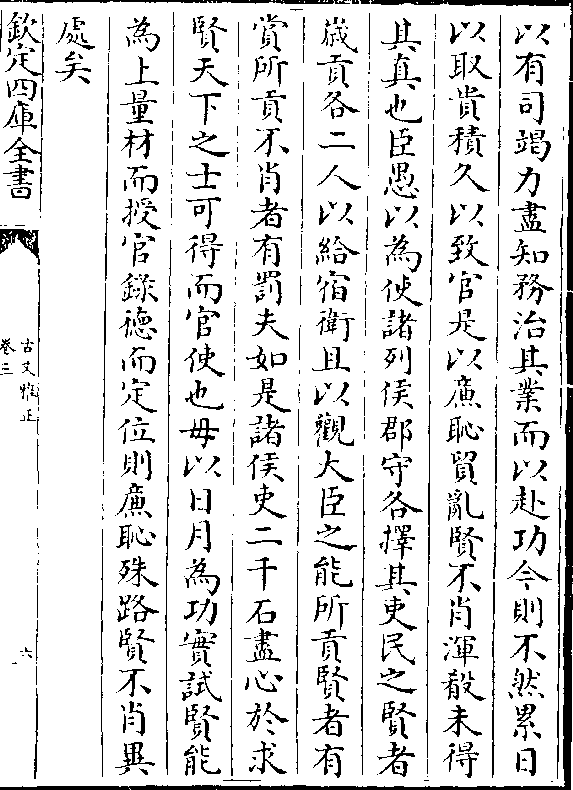 以有司竭力盡知務治其業而以赴功今則不然累日
以取貴積久以致官是以廉恥貿亂賢不肖渾殽未得
其真也臣愚以為使諸列侯郡守各擇其吏民之賢者
嵗貢各二人以給宿衛且以觀大臣之能所貢賢者有
賞所貢不肖者有罰夫如是諸侯吏二千石盡心於求
賢天下之士可得而官使也毋以日月為功實試賢能
為上量材而授官錄德而定位則廉恥殊路賢不肖異
處矣
欽定四庫全書
古文雅正
卷三
六